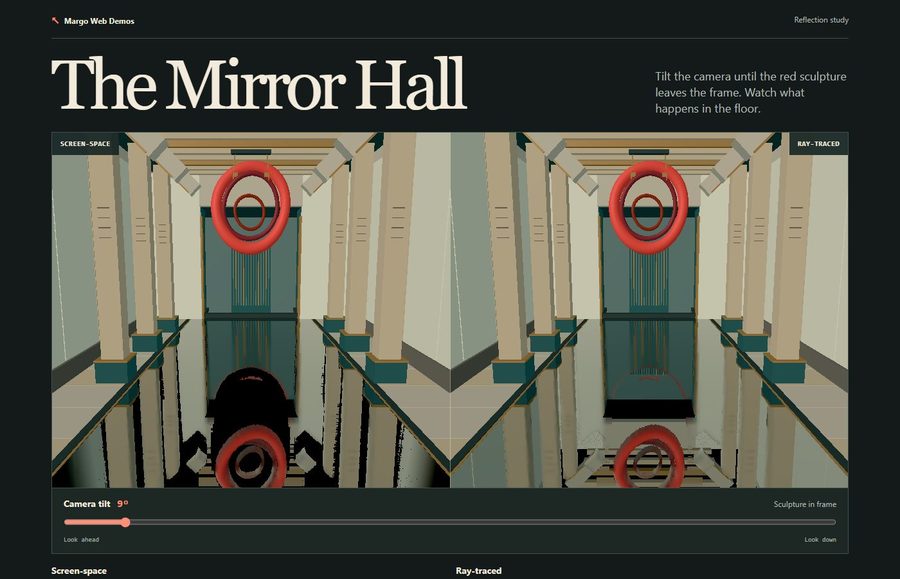 Margo Web Demos
Reflection study
The Mirror Hall
Tilt the camera until the red sculpture
leaves the frame. Watch what
happens in the floor.
SCREEN-SPACE
RAY-TRACED
Camera tilt 9°
Sculpture in frame
Look ahead
Look down
Screen-space
Ray-traced